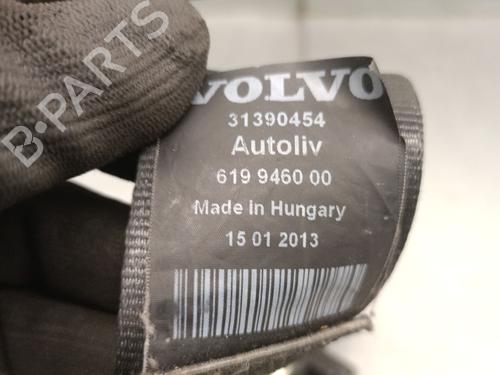 B-PARTS
VOLVO
31390454
Autoliv
619 9460 00
Made in Hungary
15 01 2013